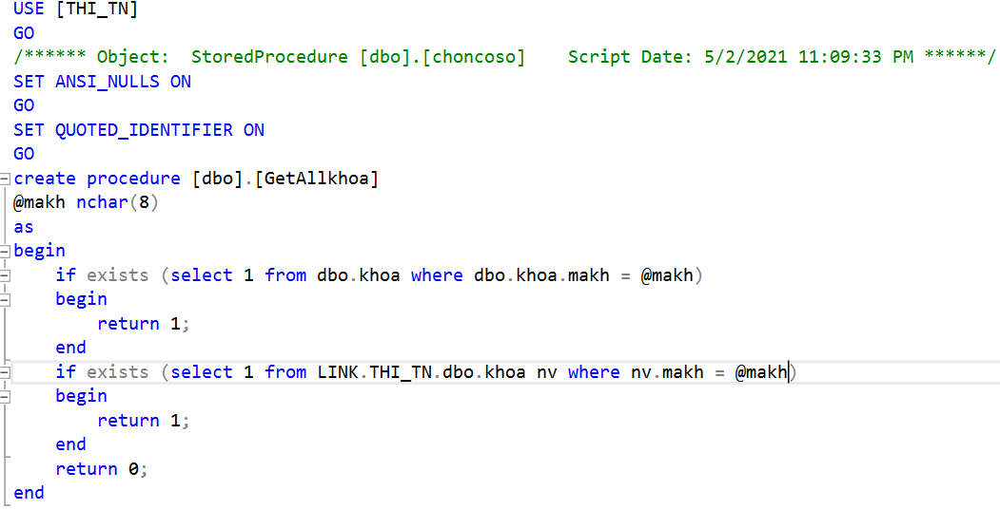 USE [THI_TN]
GO
/****** Object:  StoredProcedure [dbo].[choncoso]    Script Date: 5/2/2021 11:09:33 PM ******/
SET ANSI_NULLS ON
GO
SET QUOTED_IDENTIFIER ON
GO
create procedure [dbo].[GetAllkhoa]
@makh nchar(8)
as
begin
    if exists (select 1 from dbo.khoa where dbo.khoa.makh = @makh)
    begin
        return 1;
    end
    if exists (select 1 from LINK.THI_TN.dbo.khoa nv where nv.makh = @makh)
    begin
        return 1;
    end
    return 0;
end